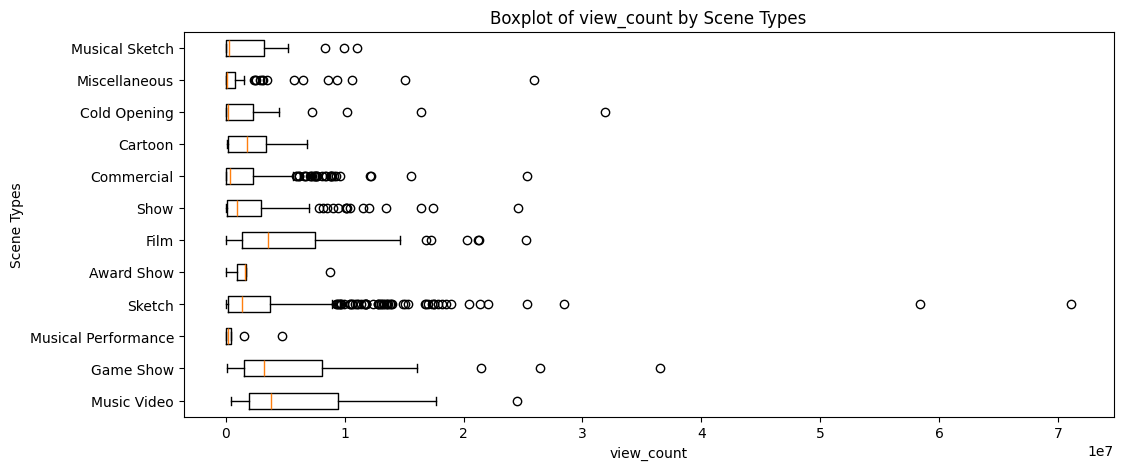 Boxplot of view_count by Scene Types
Scene Types
Musical Sketch
Miscellaneous
Cold Opening
Cartoon
Commercial
Show
Film
Award Show
Sketch
Musical Performance
Game Show
Music Video
0 1 2 3 4 5 6 7
1e7
view_count